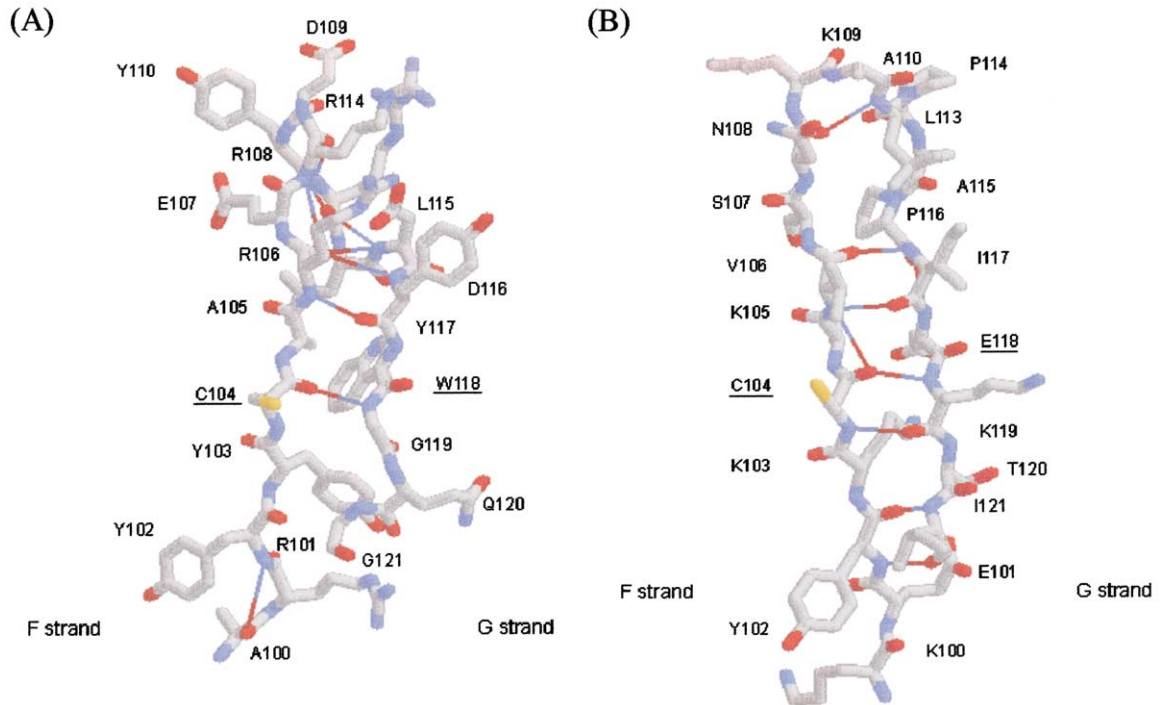 (A)
D109
Y110
R114
R108
E107
L115
R106
D116
A105
Y117
C104
W118
Y103
G119
Q120
Y102
R101
G121
F strand
G strand
A100
(B)
K109
A110
P114
N108
L113
A115
S107
P116
V106
I117
K105
E118
C104
K119
K103
T120
I121
E101
F strand
G strand
Y102
K100